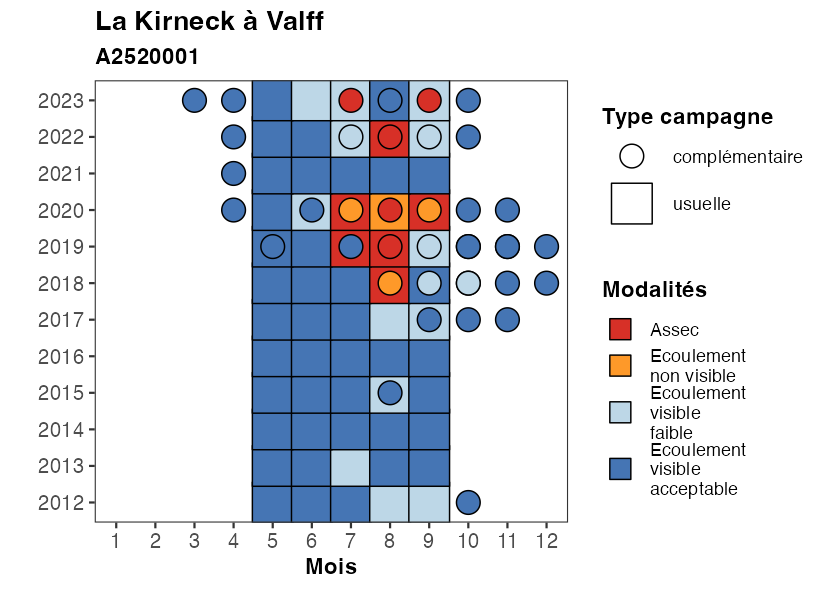 La Kirneck à Valff
A2520001
2023
2022
2021
2020
2019
2018
2017
2016
2015
2014
2013
2012
1 2 3 4 5 6 7 8 9 10 11 12
Mois
Type campagne
complémentaire
usuelle
Modalités
Assec
Ecoulement
non visible
Ecoulement
visible
faible
Ecoulement
visible
acceptable